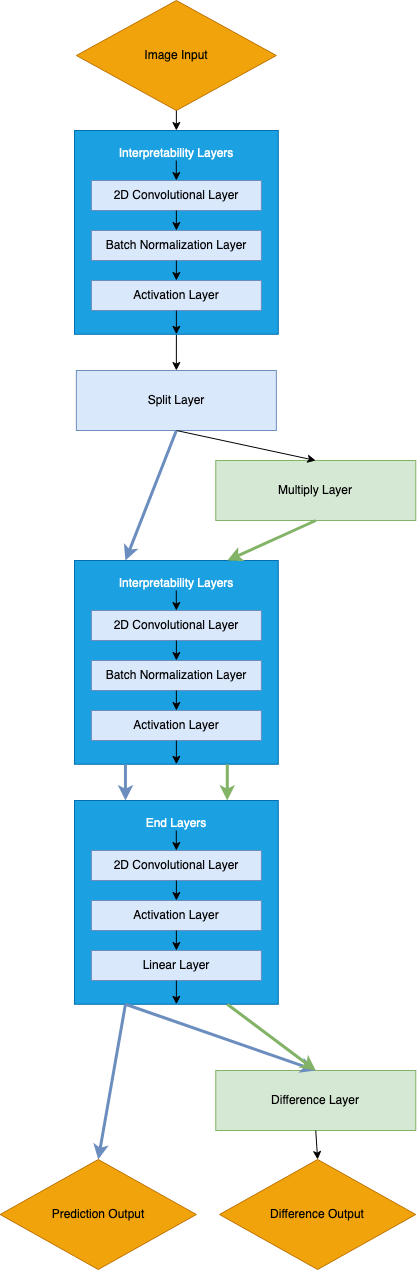 Image Input
Interpretability Layers
2D Convolutional Layer
Batch Normalization Layer
Activation Layer
Split Layer
Multiply Layer
Interpretability Layers
2D Convolutional Layer
Batch Normalization Layer
Activation Layer
End Layers
2D Convolutional Layer
Activation Layer
Linear Layer
Difference Layer
Prediction Output
Difference Output